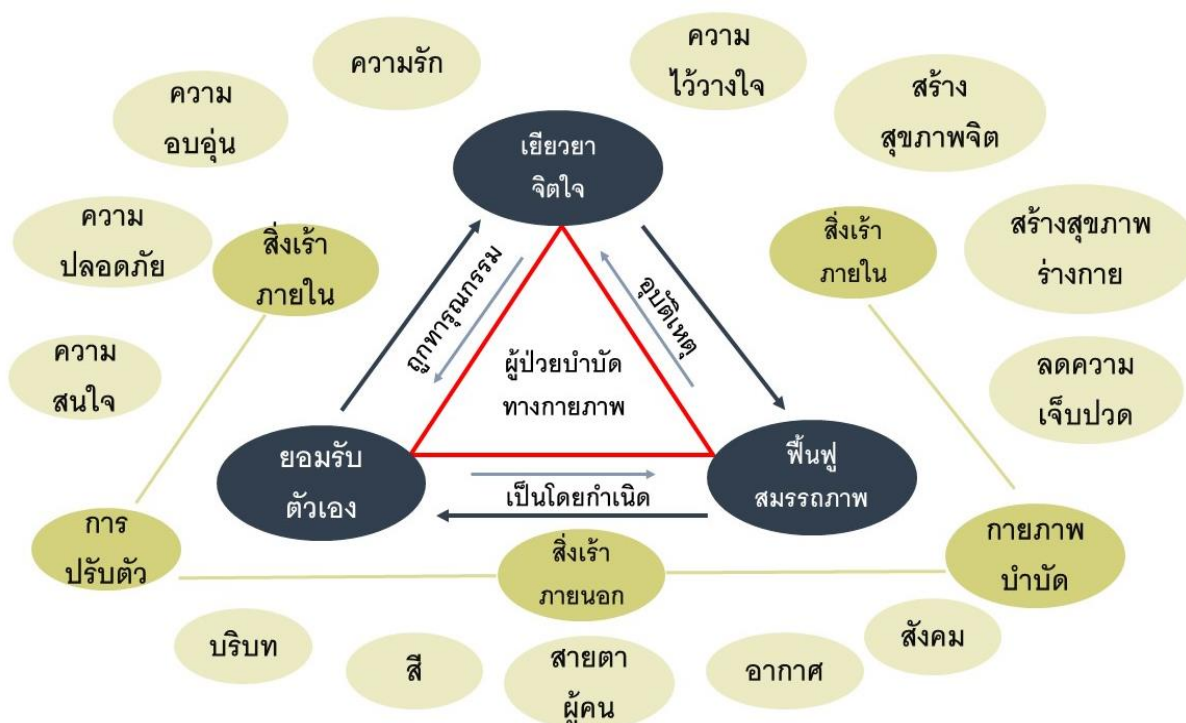 ความรัก
ความ
ไว้วางใจ
ความ
อบอุ่น
สร้าง
สุขภาพจิต
เยียวยา
จิตใจ
ความ
ปลอดภัย
สิ่งเร้า
ภายใน
สิ่งเร้า
ภายใน
สร้างสุขภาพ
ร่างกาย
ถูกทารุณกรรม
อุบัติเหตุ
ผู้ป่วยบำบัด
ทางกายภาพ
ความ
สนใจ
ลดความ
เจ็บปวด
ยอมรับ
ตัวเอง
ฟื้นฟู
สมรรถภาพ
เป็นโดยกำเนิด
การ
ปรับตัว
สิ่งเร้า
ภายนอก
กายภาพ
บำบัด
บริบท
สี
สายตา
ผู้คน
อากาศ
สังคม